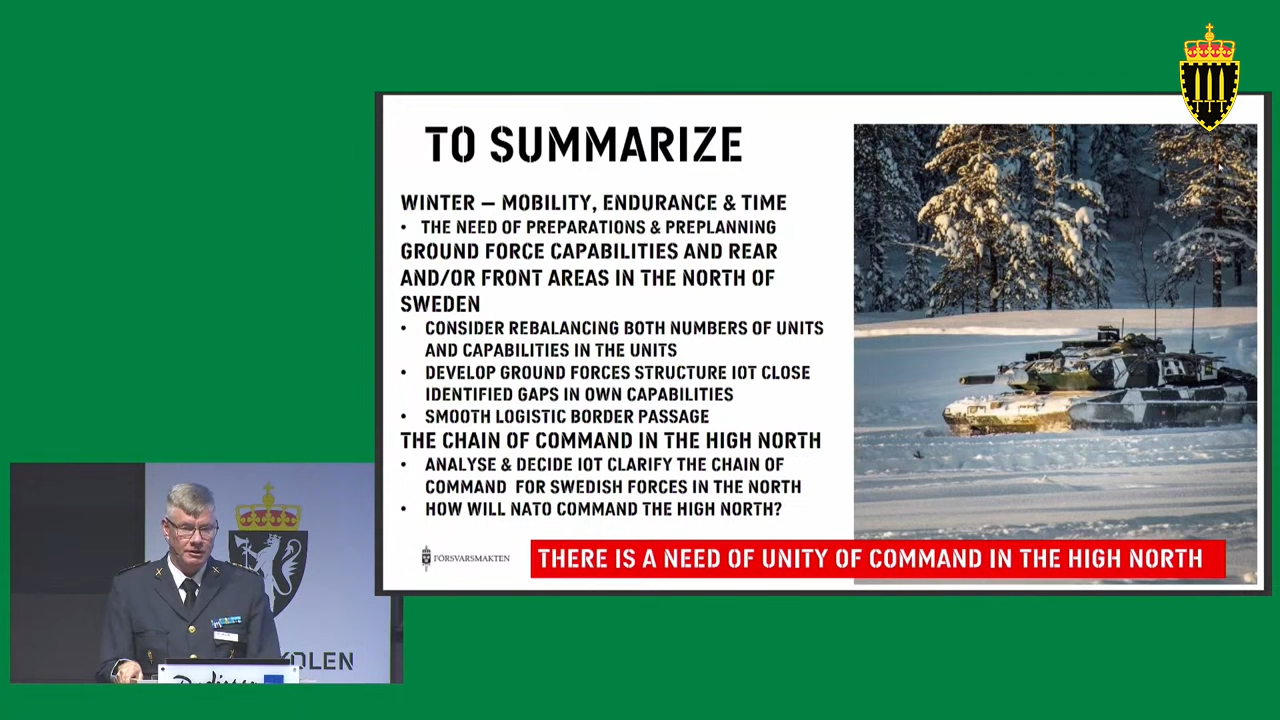 TO SUMMARIZE
WINTER – MOBILITY, ENDURANCE & TIME
• THE NEED OF PREPARATIONS & PREPLANNING
GROUND FORCE CAPABILITIES AND REAR
AND/OR FRONT AREAS IN THE NORTH OF
SWEDEN
• CONSIDER REBALANCING BOTH NUMBERS OF UNITS
AND CAPABILITIES IN THE UNITS
• DEVELOP GROUND FORCES STRUCTURE IOT CLOSE
IDENTIFIED GAPS IN OWN CAPABILITIES
• SMOOTH LOGISTIC BORDER PASSAGE
THE CHAIN OF COMMAND IN THE HIGH NORTH
• ANALYSE & DECIDE IOT CLARIFY THE CHAIN OF
COMMAND FOR SWEDISH FORCES IN THE NORTH
• HOW WILL NATO COMMAND THE HIGH NORTH?
FÖRSVARSMAKTEN
THERE IS A NEED OF UNITY OF COMMAND IN THE HIGH NORTH
OLEN